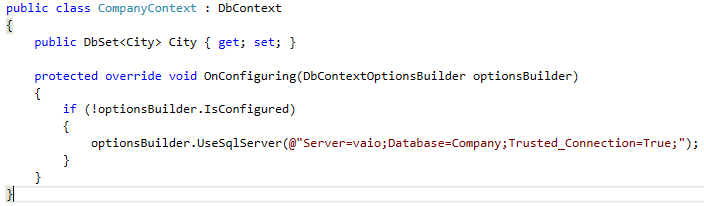 public class CompanyContext : DbContext
{
    public DbSet<City> City { get; set; }

    protected override void OnConfiguring(DbContextOptionsBuilder optionsBuilder)
    {
        if (!optionsBuilder.IsConfigured)
        {
            optionsBuilder.UseSqlServer(@"Server=vaio;Database=Company;Trusted_Connection=True;");
        }
    }
}